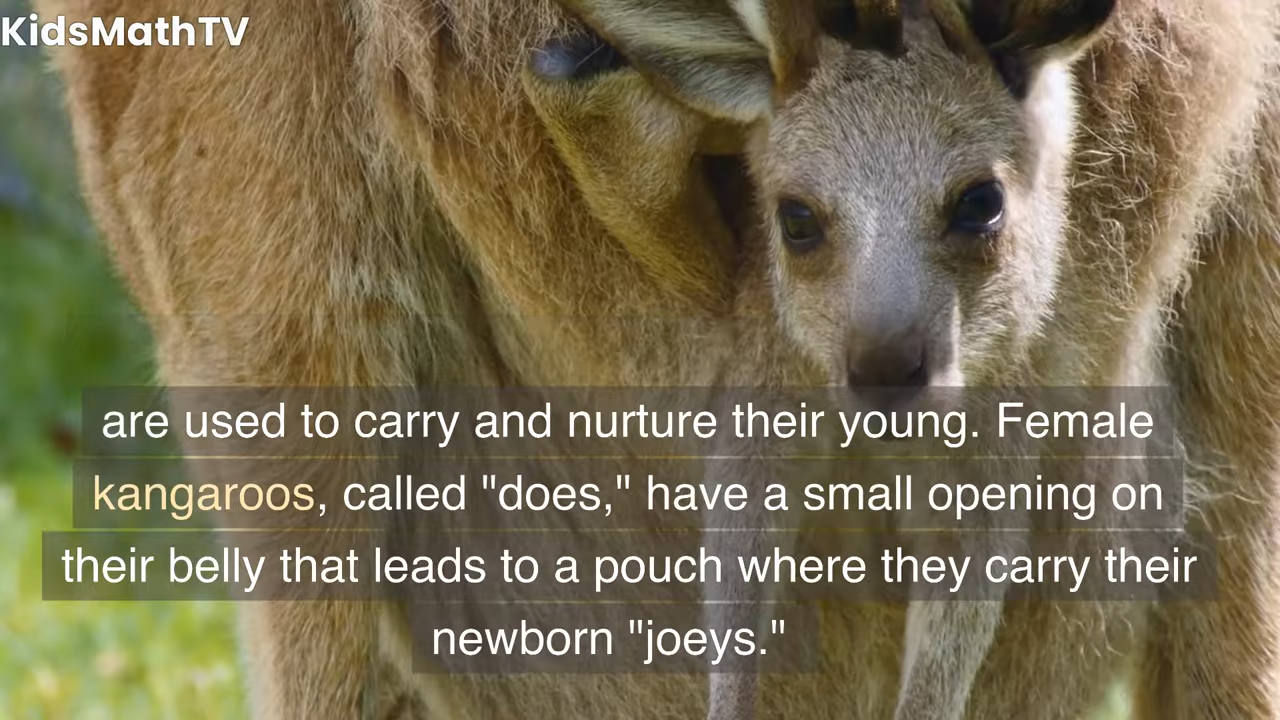 KidsMathTV
are used to carry and nurture their young. Female
kangaroos, called "does," have a small opening on
their belly that leads to a pouch where they carry their
newborn "joeys."